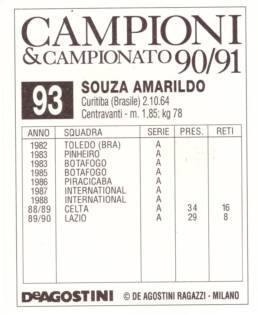 CAMPIONI
& CAMPIONATO 90/91
93 SOUZA AMARILDO
Curitiba (Brasile) 2.10.64
Centravanti - m. 1,85; kg 78
ANNO SQUADRA SERIE PRES. RETI
1982 TOLEDO (BRA) A
1983 PINHEIRO A
1983 BOTAFOGO A
1985 BOTAFOGO A
1986 PIRACICABA A
1987 INTERNATIONAL A
1988 INTERNATIONAL A
88/89 CELTA A 34 16
89/90 LAZIO A 29 8
DEAGOSTINI © DE AGOSTINI RAGAZZI - MILANO